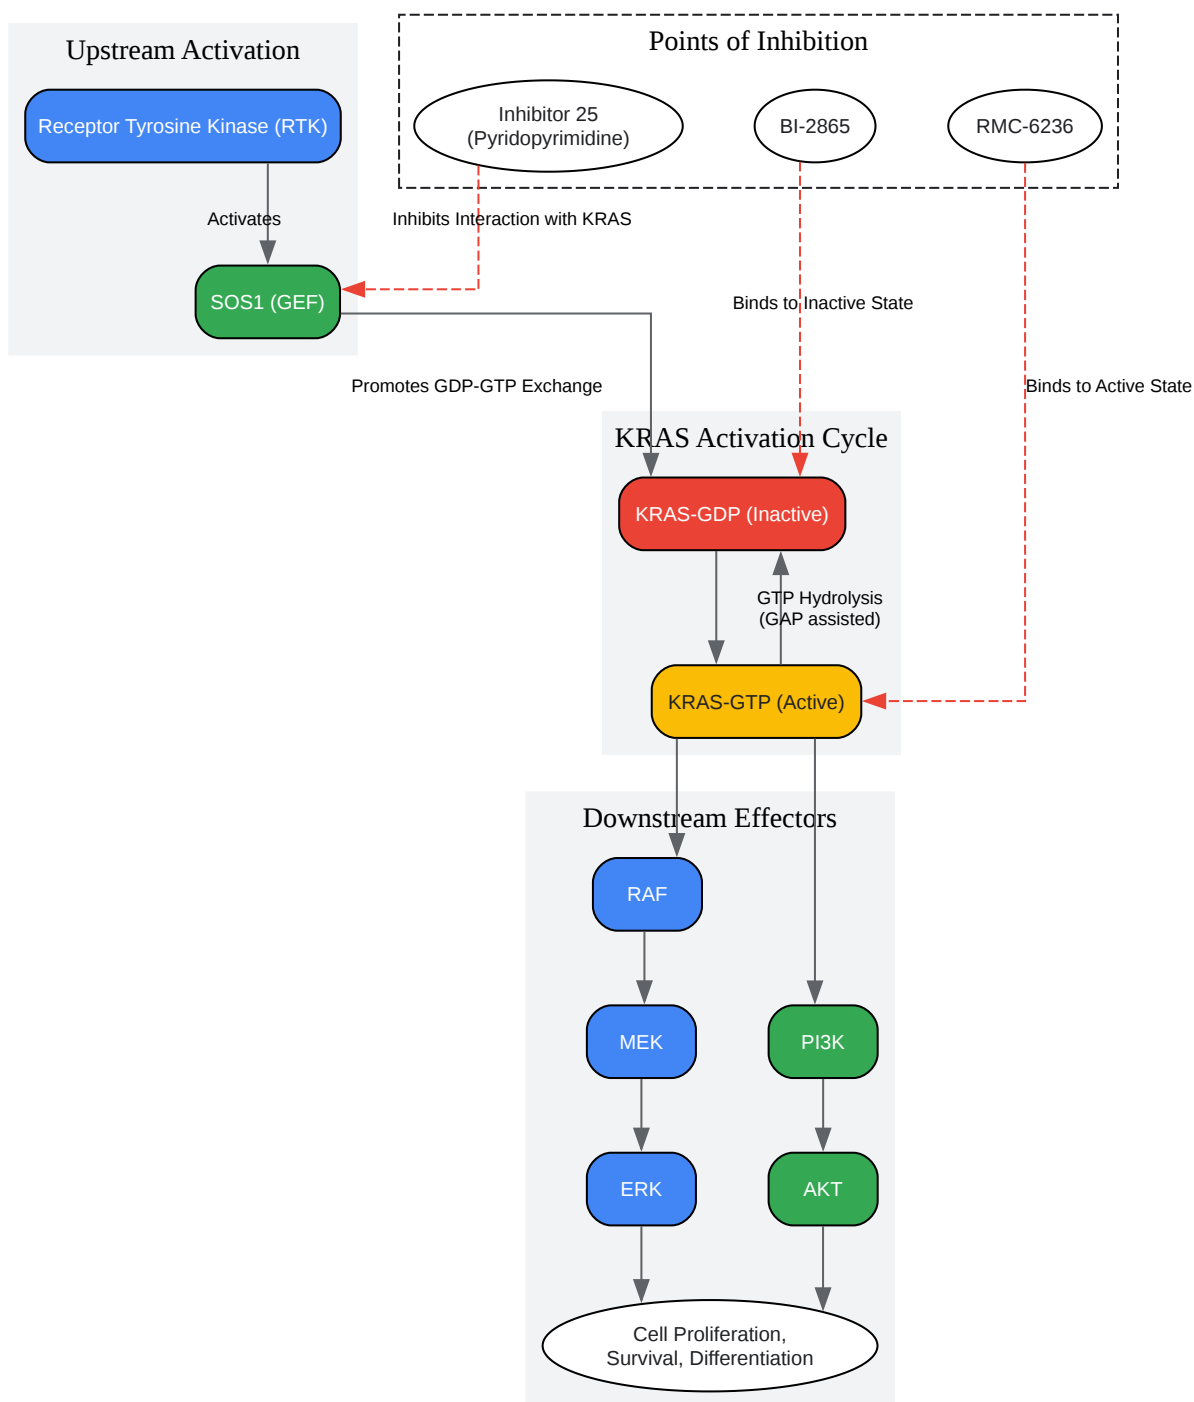 Upstream Activation
Points of Inhibition
Receptor Tyrosine Kinase (RTK)
Inhibitor 25
(Pyridopyrimidine)
BI-2865
RMC-6236
Activates
Inhibits Interaction with KRAS
SOS1 (GEF)
Binds to Inactive State
Promotes GDP-GTP Exchange
Binds to Active State
KRAS Activation Cycle
KRAS-GDP (Inactive)
GTP Hydrolysis
(GAP assisted)
KRAS-GTP (Active)
Downstream Effectors
RAF
MEK
PI3K
ERK
AKT
Cell Proliferation,
Survival, Differentiation